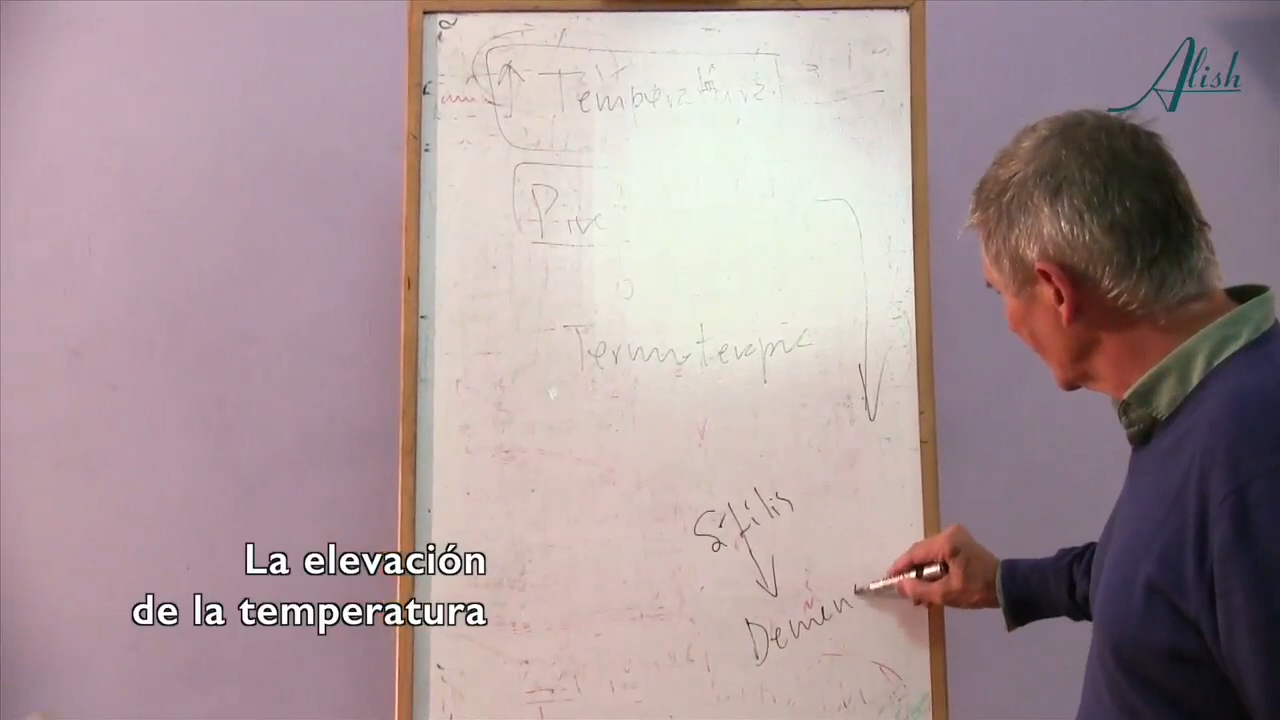 Alish
↑ Temperatura
Termoterapia
Sífilis
Demen
La elevación
de la temperatura